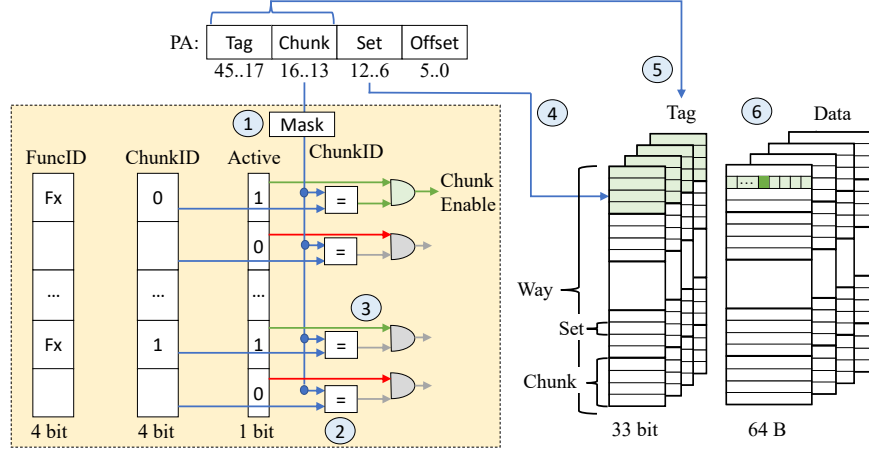 PA: Tag Chunk Set Offset
45..17 16..13 12..6 5..0
1 Mask
4
5
6
Tag Data
FuncID ChunkID Active ChunkID
Chunk Enable
Fx 0 1 =
...
0 =
... ... ...
3
Fx 1 1 =
0 =
2
4 bit 4 bit 1 bit
Way
Set
Chunk
33 bit 64 B